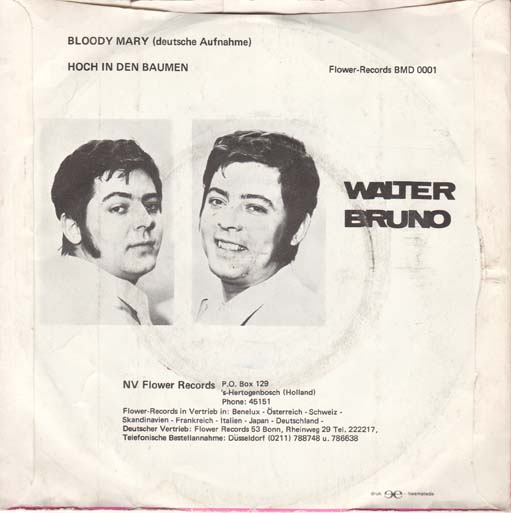 BLOODY MARY (deutsche Aufnahme)
HOCH IN DEN BAUMEN
Flower-Records BMD 0001
WALTER
BRUNO
NV Flower Records P.O. Box 129
's-Hertogenbosch (Holland)
Phone: 45151
Flower-Records in Vertrieb in: Benelux - Österreich - Schweiz -
Skandinavien - Frankreich - Italien - Japan - Deutschland -
Deutscher Vertrieb: Flower Records 53 Bonn, Rheinweg 29 Tel. 222217,
Telefonische Bestellannahme: Düsseldorf (0211) 788748 u. 786638
druk - heemstede